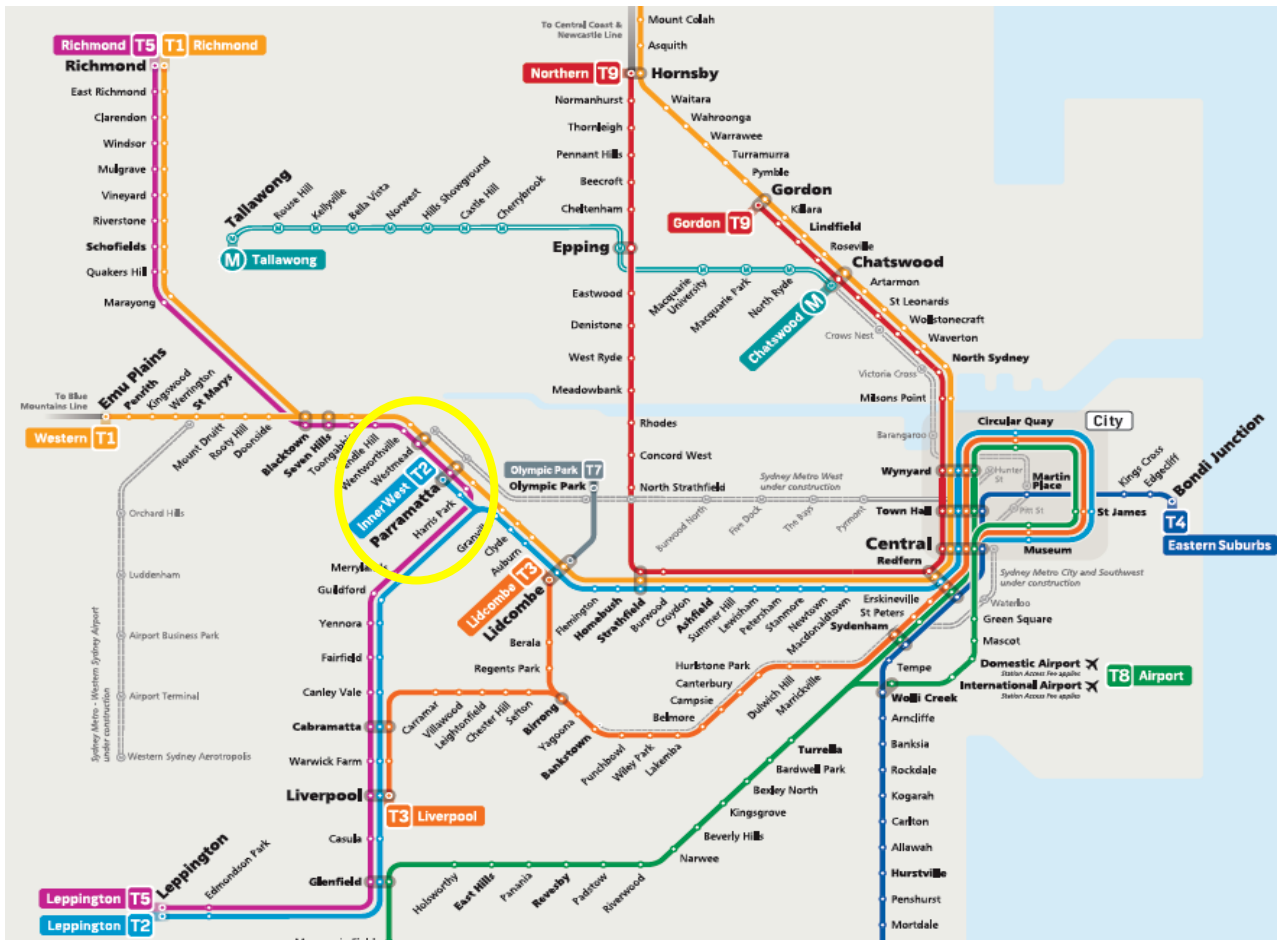 To Central Coast &
Newcastle Line
Mount Colah
Asquith
Richmond T5
T1 Richmond
Richmond
East Richmond
Clarendon
Windsor
Mulgrave
Vineyard
Riverstone
Schofields
Quakers Hill
Marayong
Northern T9
Hornsby
Normanhurst
Thornleigh
Pennant Hills
Beecroft
Cheltenham
Epping
Eastwood
Denistone
West Ryde
Meadowbank
Rhodes
Concord West
North Strathfield
Waitara
Wahroonga
Warrawee
Turramurra
Pymble
Gordon
Killara
Gordon T9
Lindfield
Roseville
Chatswood
Artarmon
St Leonards
Wollstonecraft
Waverton
North Sydney
Milsons Point
Tallawong
M Tallawong
Rouse Hill
Kellyville
Bella Vista
Norwest
Hills Showground
Castle Hill
Cherrybrook
Macquarie
University
Macquarie Park
North Ryde
Chatswood M
Crows Nest
Victoria Cross
Barangaroo
To Blue
Mountains Line
Western T1
Emu Plains
Penrith
Kingswood
Werrington
St Marys
Mount Druitt
Rooty Hill
Doonside
Blacktown
Seven Hills
Toongabbie
Pendle Hill
Wentworthville
Westmead
Inner West T2
Parramatta
Harris Park
Granville
Clyde
Auburn
Lidcombe T3
Lidcombe
Olympic Park T7
Olympic Park
Sydney Metro West
under construction
Burwood North
Five Dock
The Bays
Pyrmont
Hunter
St
Pitt St
Circular Quay
City
Wynyard
Martin
Place
Town Hall
St James
Central
Museum
Redfern
Kings Cross
Edgecliff
Bondi Junction
T4
Eastern Suburbs
Sydney Metro City and Southwest
under construction
Waterloo
Green Square
Mascot
Domestic Airport
Station Access Fee applies
International Airport
Station Access Fee applies
T8 Airport
Flemington
Homebush
Strathfield
Burwood
Croydon
Ashfield
Summer Hill
Lewisham
Petersham
Stanmore
Newtown
Macdonaldtown
Erskineville
St Peters
Sydenham
Tempe
Wolli Creek
Arncliffe
Banksia
Rockdale
Kogarah
Carlton
Allawah
Hurstville
Penshurst
Mortdale
Orchard Hills
Luddenham
Airport Business Park
Airport Terminal
Western Sydney Aerotropolis
Sydney Metro - Western Sydney Airport
under construction
Merrylands
Guildford
Yennora
Fairfield
Canley Vale
Cabramatta
Warwick Farm
Liverpool
T3 Liverpool
Casula
Glenfield
Leppington
Edmondson Park
Leppington T5
Leppington T2
Berala
Regents Park
Carramar
Villawood
Leightonfield
Chester Hill
Sefton
Birrong
Yagoona
Bankstown
Punchbowl
Wiley Park
Lakemba
Belmore
Campsie
Canterbury
Hurlstone Park
Dulwich Hill
Marrickville
Turrella
Bardwell Park
Bexley North
Kingsgrove
Beverly Hills
Narwee
Riverwood
Padstow
Revesby
Panania
East Hills
Holsworthy